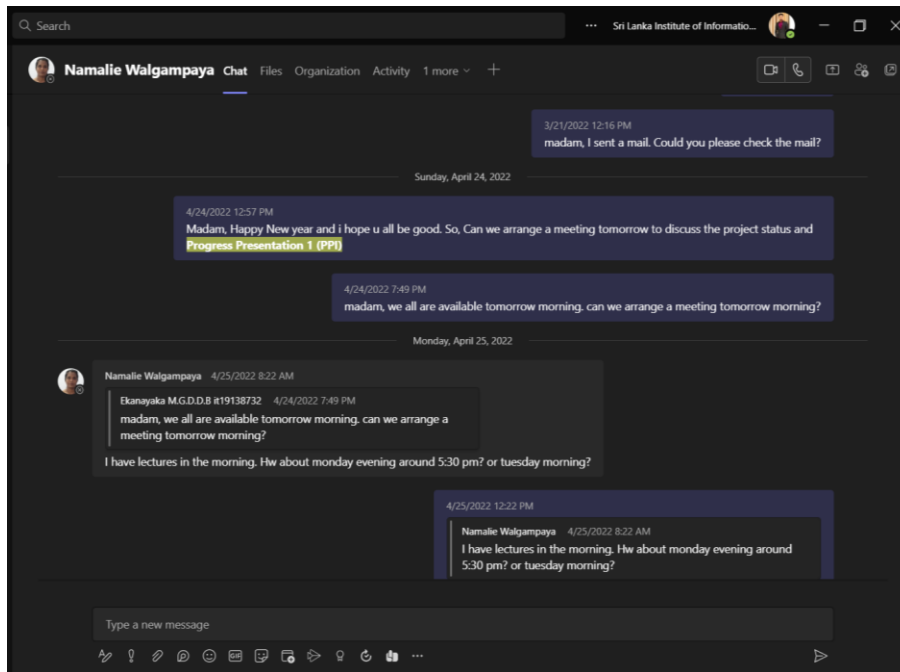 Search
... Sri Lanka Institute of Informatio...
Namalie Walgampaya Chat Files Organization Activity 1 more
3/21/2022 12:16 PM
madam, I sent a mail. Could you please check the mail?
Sunday, April 24, 2022
4/24/2022 12:57 PM
Madam, Happy New year and i hope u all be good. So, Can we arrange a meeting tomorrow to discuss the project status and
Progress Presentation 1 (PPI)
4/24/2022 7:49 PM
madam, we all are available tomorrow morning. can we arrange a meeting tomorrow morning?
Monday, April 25, 2022
Namalie Walgampaya 4/25/2022 8:22 AM
Ekanayaka M.G.D.D.B it19138732 4/24/2022 7:49 PM
madam, we all are available tomorrow morning. can we arrange a
meeting tomorrow morning?
I have lectures in the morning. Hw about monday evening around 5:30 pm? or tuesday morning?
4/25/2022 12:22 PM
Namalie Walgampaya 4/25/2022 8:22 AM
I have lectures in the morning. Hw about monday evening around
5:30 pm? or tuesday morning?
Type a new message
GIF